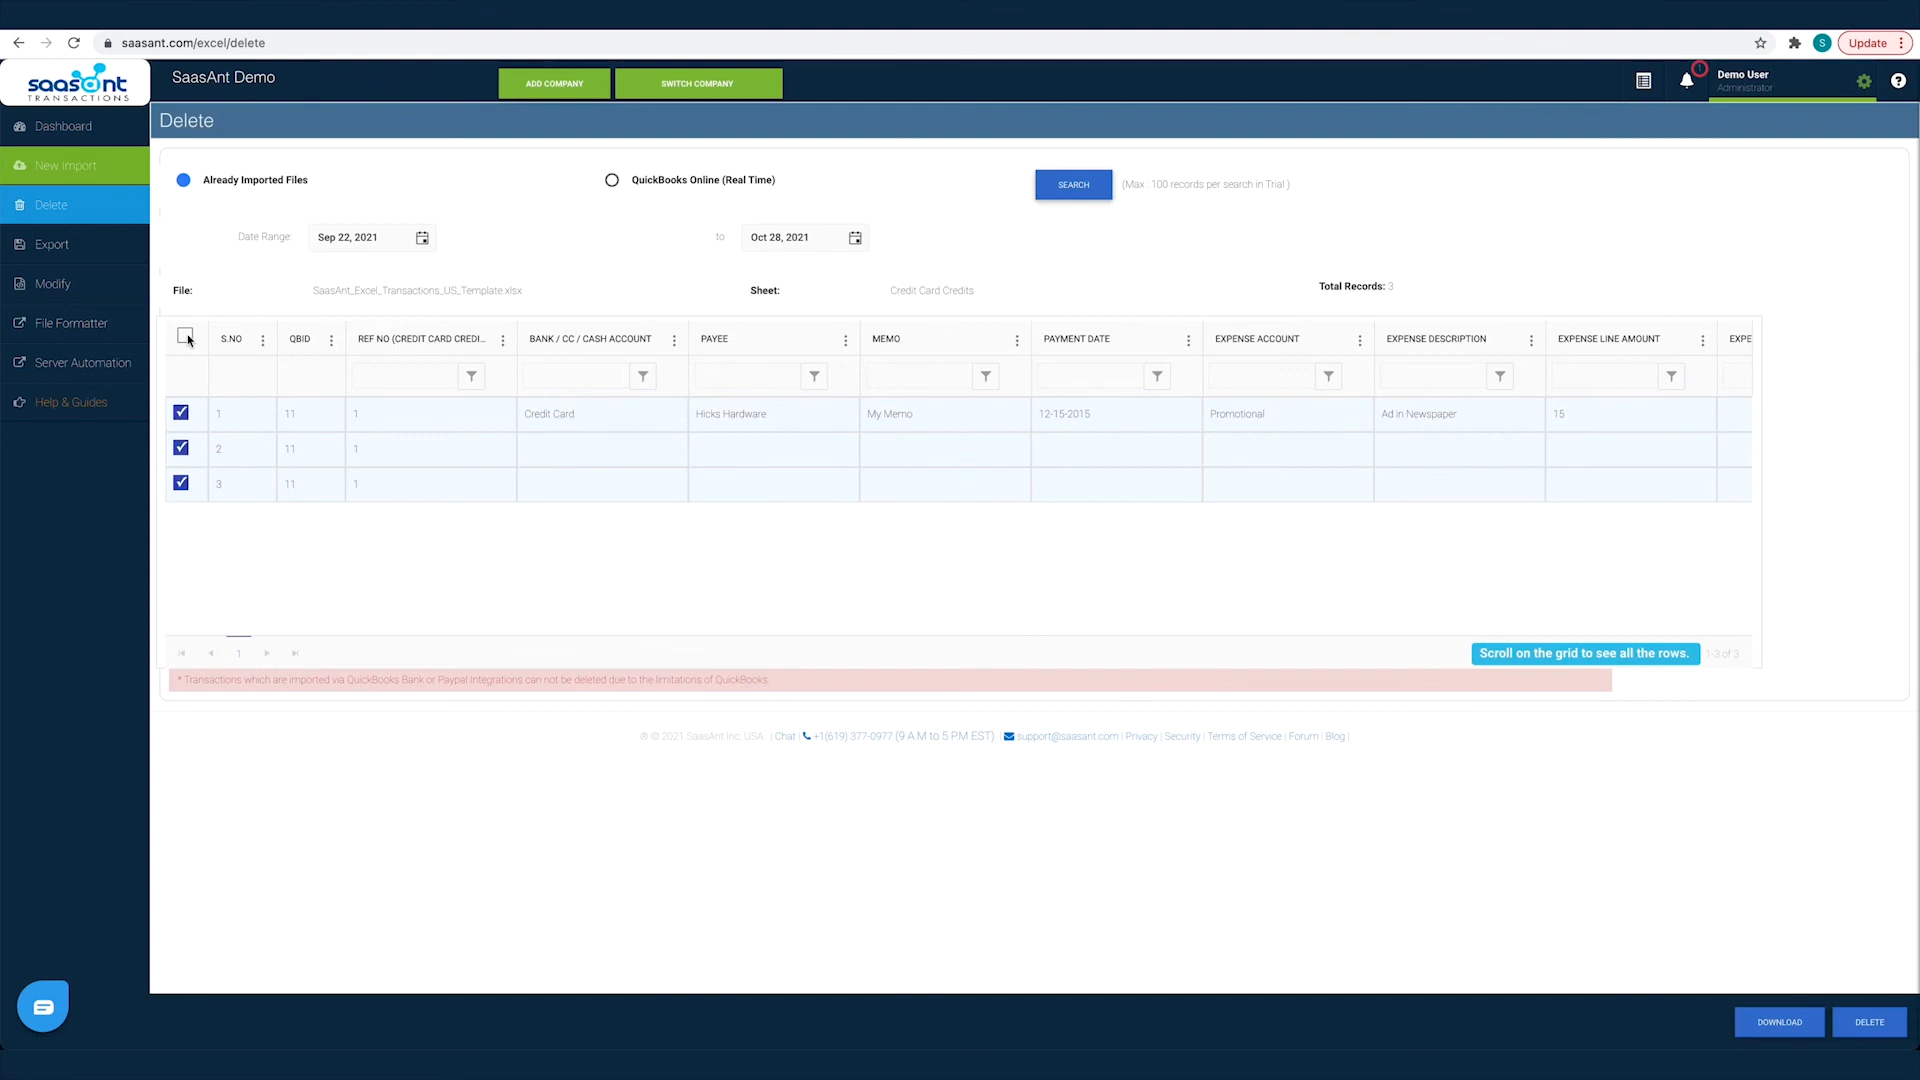 saasant.com/excel/delete
S
Update
saasant
TRANSACTIONS
SaasAnt Demo
ADD COMPANY
SWITCH COMPANY
1
Demo User
Administrator
Dashboard
New Import
Delete
Export
Modify
File Formatter
Server Automation
Help & Guides
Delete
Already Imported Files
QuickBooks Online (Real Time)
SEARCH
(Max : 100 records per search in Trial )
Date Range:
Sep 22, 2021
to
Oct 28, 2021
File:
SaasAnt_Excel_Transactions_US_Template.xlsx
Sheet:
Credit Card Credits
Total Records: 3
S.NO
QBID
REF NO (CREDIT CARD CREDI...
BANK / CC / CASH ACCOUNT
PAYEE
MEMO
PAYMENT DATE
EXPENSE ACCOUNT
EXPENSE DESCRIPTION
EXPENSE LINE AMOUNT
EXPE
1 11 1 Credit Card Hicks Hardware My Memo 12-15-2015 Promotional Ad in Newspaper 15
2 11 1
3 11 1
1
Scroll on the grid to see all the rows.
1-3 of 3
* Transactions which are imported via QuickBooks Bank or Paypal Integrations can not be deleted due to the limitations of QuickBooks.
® © 2021 SaasAnt Inc. USA. | Chat | +1(619) 377-0977 (9 A.M to 5 P.M EST) | support@saasant.com | Privacy | Security | Terms of Service | Forum | Blog |
DOWNLOAD
DELETE